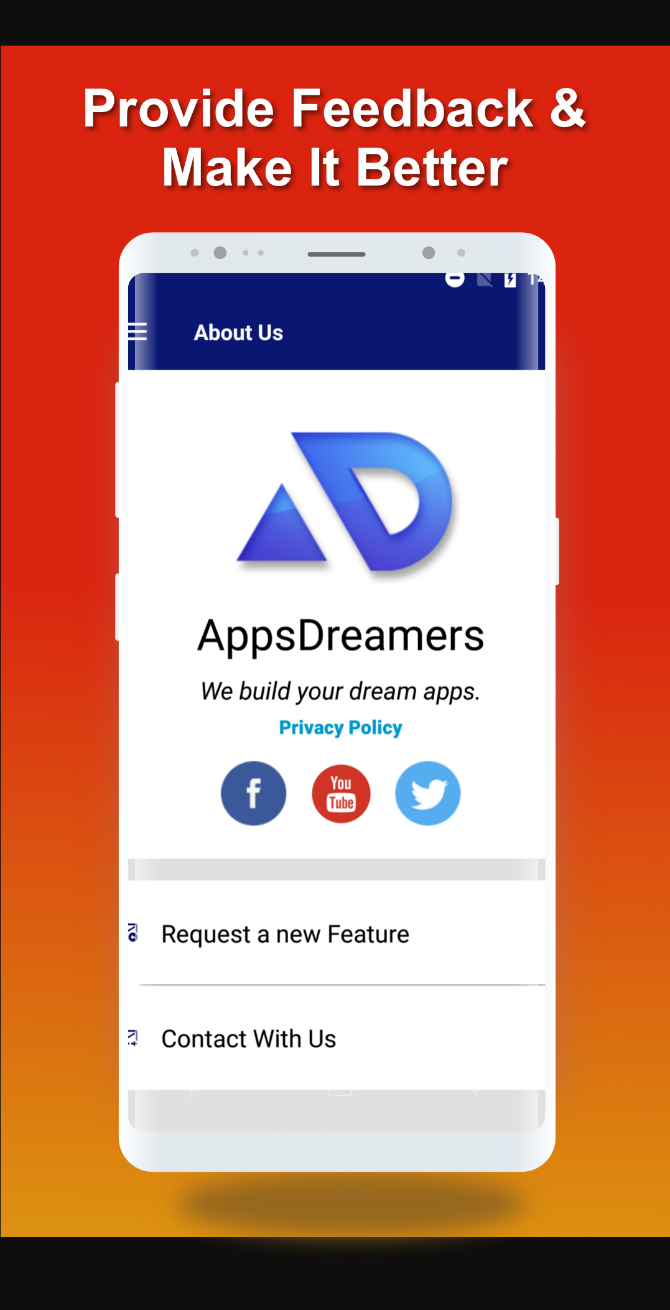 Provide Feedback &
Make It Better
About Us
AppsDreamers
We build your dream apps.
Privacy Policy
f
You
Tube
Request a new Feature
Contact With Us